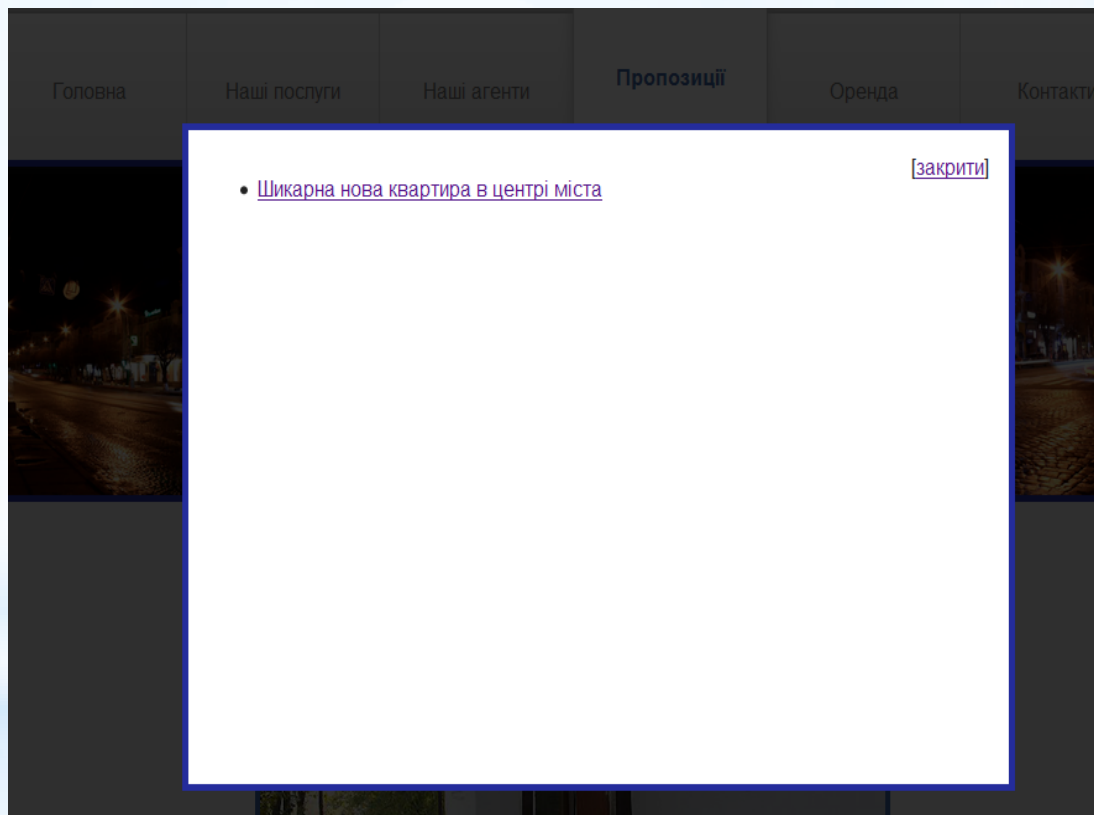 Головна Наші послуги Наші агенти Пропозиції Оренда Контакти
[закрити]
• Шикарна нова квартира в центрі міста